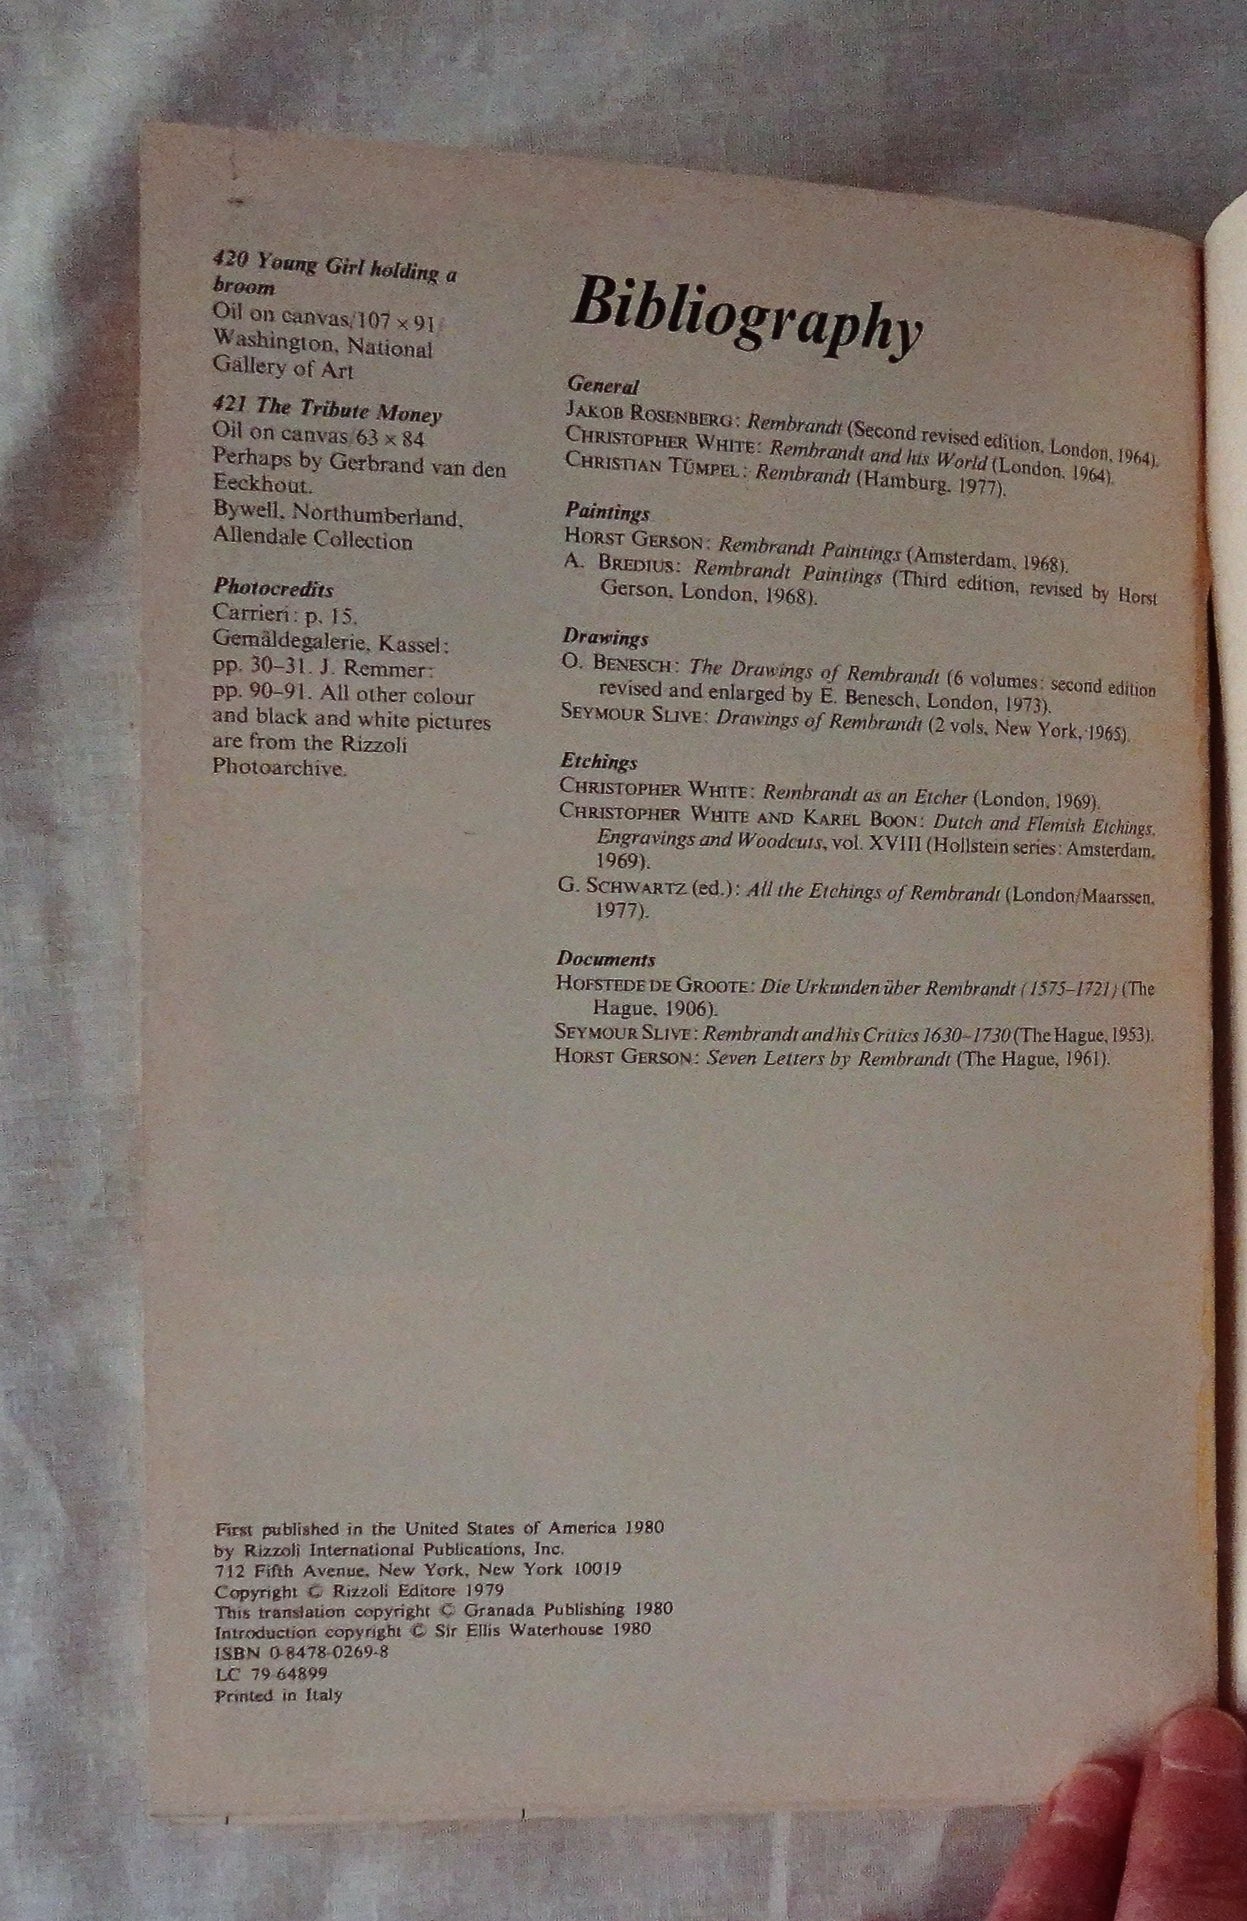 420 Young Girl holding a
broom
Oil on canvas/107 × 91
Washington, National
Gallery of Art
421 The Tribute Money
Oil on canvas/63 × 84
Perhaps by Gerbrand van den
Eeckhout.
Bywell, Northumberland,
Allendale Collection
Photocredits
Carrieri: p. 15.
Gemäldegalerie, Kassel:
pp. 30–31. J. Remmer:
pp. 90–91. All other colour
and black and white pictures
are from the Rizzoli
Photoarchive.
Bibliography
General
JAKOB ROSENBERG: Rembrandt (Second revised edition, London, 1964).
CHRISTOPHER WHITE: Rembrandt and his World (London, 1964).
CHRISTIAN TÜMPEL: Rembrandt (Hamburg, 1977).
Paintings
HORST GERSON: Rembrandt Paintings (Amsterdam, 1968).
A. BREDIUS: Rembrandt Paintings (Third edition, revised by Horst
Gerson, London, 1968).
Drawings
O. BENESCH: The Drawings of Rembrandt (6 volumes: second edition
revised and enlarged by E. Benesch, London, 1973).
SEYMOUR SLIVE: Drawings of Rembrandt (2 vols, New York, 1965).
Etchings
CHRISTOPHER WHITE: Rembrandt as an Etcher (London, 1969).
CHRISTOPHER WHITE AND KAREL BOON: Dutch and Flemish Etchings,
Engravings and Woodcuts, vol. XVIII (Hollstein series: Amsterdam,
1969).
G. SCHWARTZ (ed.): All the Etchings of Rembrandt (London/Maarssen,
1977).
Documents
HOFSTEDE DE GROOTE: Die Urkunden über Rembrandt (1575–1721) (The
Hague, 1906).
SEYMOUR SLIVE: Rembrandt and his Critics 1630–1730 (The Hague, 1953).
HORST GERSON: Seven Letters by Rembrandt (The Hague, 1961).
First published in the United States of America 1980
by Rizzoli International Publications, Inc.
712 Fifth Avenue, New York, New York 10019
Copyright © Rizzoli Editore 1979
This translation copyright © Granada Publishing 1980
Introduction copyright © Sir Ellis Waterhouse 1980
ISBN 0-8478-0269-8
LC 79-64899
Printed in Italy